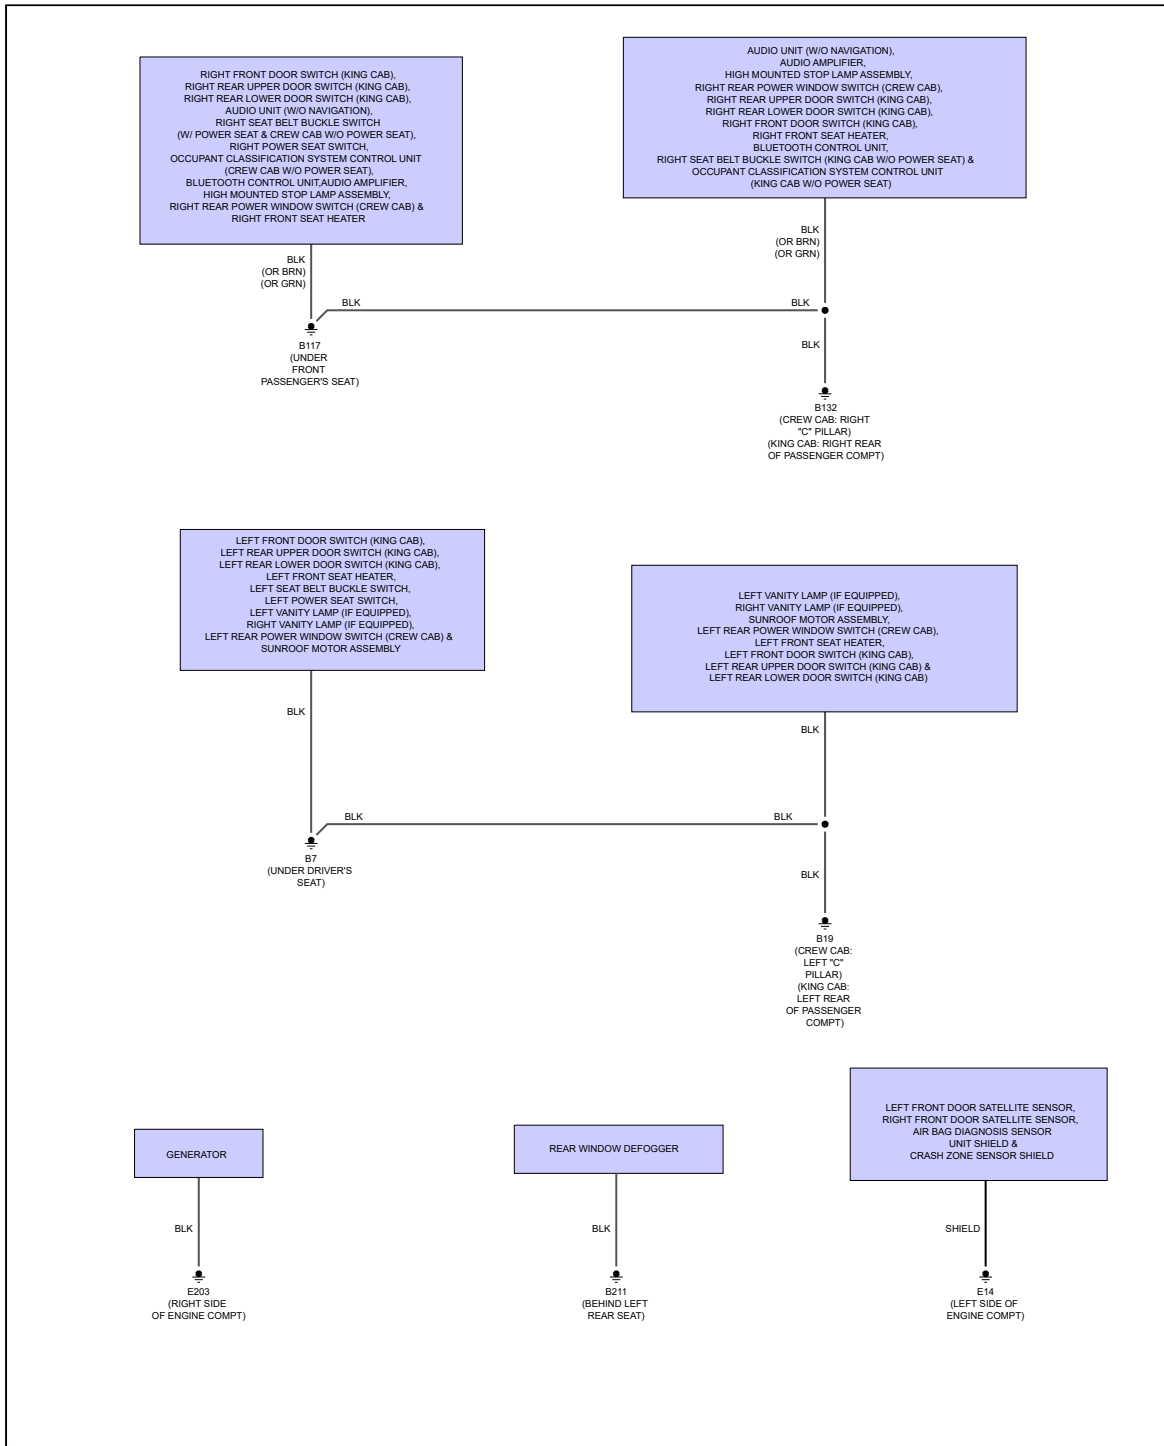 RIGHT FRONT DOOR SWITCH (KING CAB),
RIGHT REAR UPPER DOOR SWITCH (KING CAB),
RIGHT REAR LOWER DOOR SWITCH (KING CAB),
AUDIO UNIT (W/O NAVIGATION),
RIGHT SEAT BELT BUCKLE SWITCH
(W/ POWER SEAT & CREW CAB W/O POWER SEAT),
RIGHT POWER SEAT SWITCH,
OCCUPANT CLASSIFICATION SYSTEM CONTROL UNIT
(CREW CAB W/O POWER SEAT),
BLUETOOTH CONTROL UNIT,AUDIO AMPLIFIER,
HIGH MOUNTED STOP LAMP ASSEMBLY,
RIGHT REAR POWER WINDOW SWITCH (CREW CAB) &
RIGHT FRONT SEAT HEATER
AUDIO UNIT (W/O NAVIGATION),
AUDIO AMPLIFIER,
HIGH MOUNTED STOP LAMP ASSEMBLY,
RIGHT REAR POWER WINDOW SWITCH (CREW CAB),
RIGHT REAR UPPER DOOR SWITCH (KING CAB),
RIGHT REAR LOWER DOOR SWITCH (KING CAB),
RIGHT FRONT DOOR SWITCH (KING CAB),
RIGHT FRONT SEAT HEATER,
BLUETOOTH CONTROL UNIT,
RIGHT SEAT BELT BUCKLE SWITCH (KING CAB W/O POWER SEAT) &
OCCUPANT CLASSIFICATION SYSTEM CONTROL UNIT
(KING CAB W/O POWER SEAT)
BLK
(OR BRN)
(OR GRN)
BLK
(OR BRN)
(OR GRN)
BLK
BLK
BLK
B117
(UNDER
FRONT
PASSENGER'S SEAT)
B132
(CREW CAB: RIGHT
"C" PILLAR)
(KING CAB: RIGHT REAR
OF PASSENGER COMPT)
LEFT FRONT DOOR SWITCH (KING CAB),
LEFT REAR UPPER DOOR SWITCH (KING CAB),
LEFT REAR LOWER DOOR SWITCH (KING CAB),
LEFT FRONT SEAT HEATER,
LEFT SEAT BELT BUCKLE SWITCH,
LEFT POWER SEAT SWITCH,
LEFT VANITY LAMP (IF EQUIPPED),
RIGHT VANITY LAMP (IF EQUIPPED),
LEFT REAR POWER WINDOW SWITCH (CREW CAB) &
SUNROOF MOTOR ASSEMBLY
LEFT VANITY LAMP (IF EQUIPPED),
RIGHT VANITY LAMP (IF EQUIPPED),
SUNROOF MOTOR ASSEMBLY,
LEFT REAR POWER WINDOW SWITCH (CREW CAB),
LEFT FRONT SEAT HEATER,
LEFT FRONT DOOR SWITCH (KING CAB),
LEFT REAR UPPER DOOR SWITCH (KING CAB) &
LEFT REAR LOWER DOOR SWITCH (KING CAB)
BLK
BLK
BLK
BLK
BLK
B7
(UNDER DRIVER'S
SEAT)
B19
(CREW CAB:
LEFT "C"
PILLAR)
(KING CAB:
LEFT REAR
OF PASSENGER
COMPT)
GENERATOR
BLK
E203
(RIGHT SIDE
OF ENGINE COMPT)
REAR WINDOW DEFOGGER
BLK
B211
(BEHIND LEFT
REAR SEAT)
LEFT FRONT DOOR SATELLITE SENSOR,
RIGHT FRONT DOOR SATELLITE SENSOR,
AIR BAG DIAGNOSIS SENSOR
UNIT SHIELD &
CRASH ZONE SENSOR SHIELD
SHIELD
E14
(LEFT SIDE OF
ENGINE COMPT)